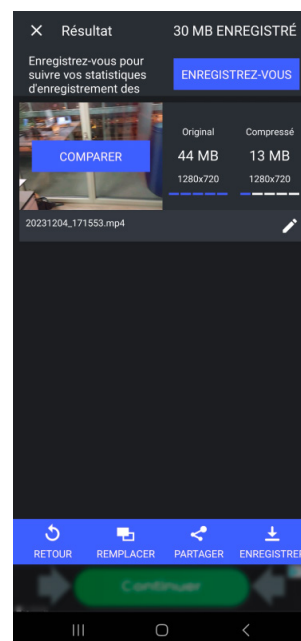 Résultat
30 MB ENREGISTRÉ
Enregistrez-vous pour
suivre vos statistiques
d'enregistrement des
ENREGISTREZ-VOUS
COMPARER
Original
Compressé
44 MB
13 MB
1280x720
1280x720
20231204_171553.mp4
RETOUR
REMPLACER
PARTAGER
ENREGISTRER
Continuer